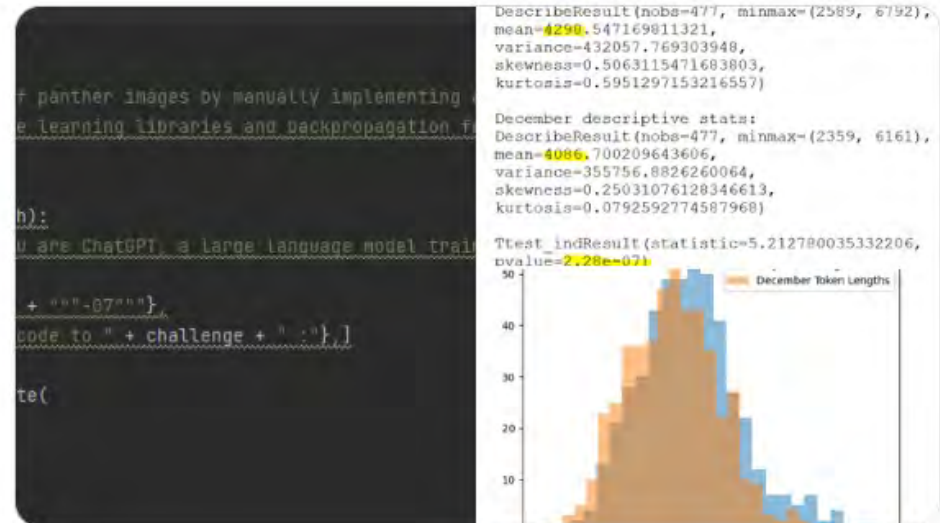 f panther images by manually implementing
e learning libraries and backpropagation f
h):
u are ChatGPT, a large language model trai
+ """-07"""},
code to " + challenge + " :"},]
te(
DescribeResult(nobs=477, minmax=(2589, 6792),
mean=4298.547169811321,
variance=432057.769303948,
skewness=0.5063115471683803,
kurtosis=0.5951297153216557)
December descriptive stats:
DescribeResult(nobs=477, minmax=(2359, 6161),
mean=4086.700209643606,
variance=355756.8826260064,
skewness=0.25031076128346613,
kurtosis=0.0792592774587968)
Ttest_indResult(statistic=5.212780035332206,
pvalue=2.28e-07)
December Token Lengths
50
40
30
20
10